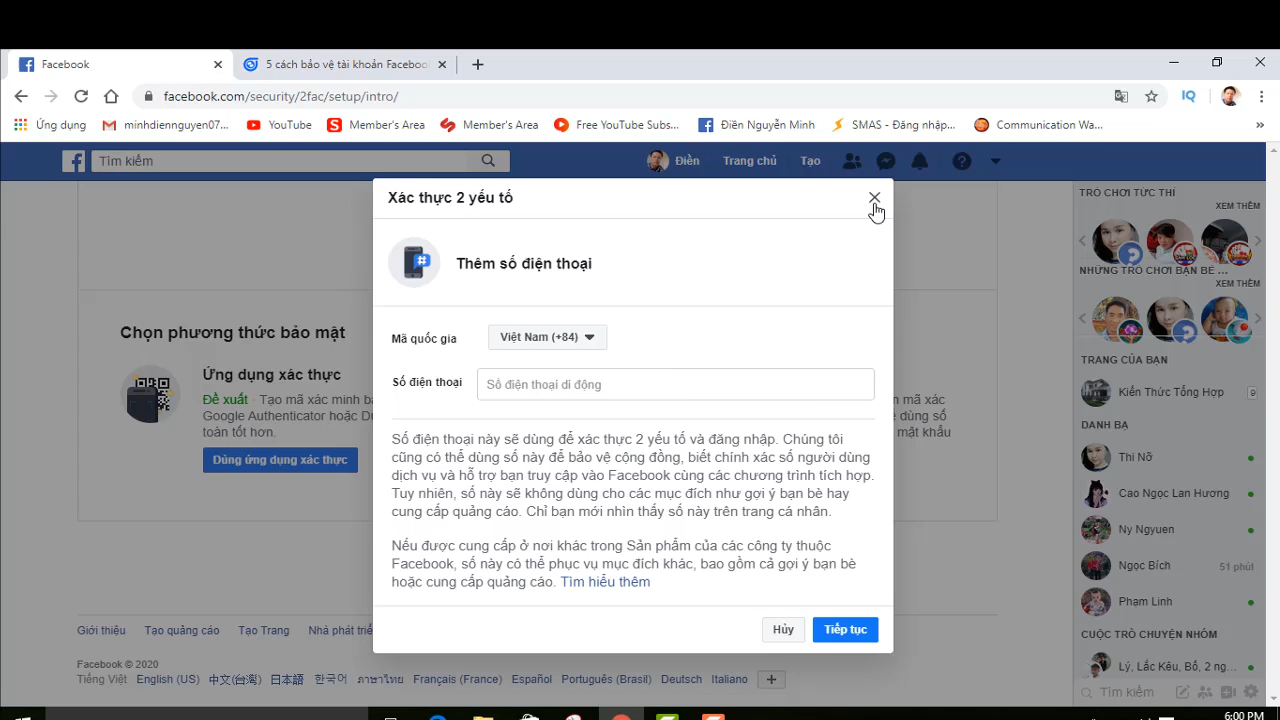 Facebook
5 cách bảo vệ tài khoản Faceboo
facebook.com/security/2fac/setup/intro/
Ứng dụng
minhdiennguyen07...
YouTube
Member's Area
Member's Area
Free YouTube Subs...
Điền Nguyễn Minh
SMAS - Đăng nhập...
Communication Wa...
»
Tìm kiếm
Điền
Trang chủ
Tạo
Xác thực 2 yếu tố
Thêm số điện thoại
Mã quốc gia
Việt Nam (+84)
Số điện thoại
Số điện thoại di động
Số điện thoại này sẽ dùng để xác thực 2 yếu tố và đăng nhập. Chúng tôi
cũng có thể dùng số này để bảo vệ cộng đồng, biết chính xác số người dùng
dịch vụ và hỗ trợ bạn truy cập vào Facebook cùng các chương trình tích hợp.
Tuy nhiên, số này sẽ không dùng cho các mục đích như gợi ý bạn bè hay
cung cấp quảng cáo. Chỉ bạn mới nhìn thấy số này trên trang cá nhân.
Nếu được cung cấp ở nơi khác trong Sản phẩm của các công ty thuộc
Facebook, số này có thể phục vụ mục đích khác, bao gồm cả gợi ý bạn bè
hoặc cung cấp quảng cáo. Tìm hiểu thêm
Hủy
Tiếp tục
Chọn phương thức bảo mật
Ứng dụng xác thực
Đề xuất · Tạo mã xác minh b
Google Authenticator hoặc Du
toàn tốt hơn.
Dùng ứng dụng xác thực
dùng số
mật khẩu
TRÒ CHƠI TỨC THÌ
XEM THÊM
NHỮNG TRÒ CHƠI BẠN BÈ ...
XEM THÊM
TRANG CỦA BẠN
Kiến Thức Tổng Hợp
9
DANH BẠ
Thi Nỡ
Cao Ngọc Lan Hương
Ny Ngyuen
Ngọc Bích
51 phút
Phạm Linh
CUỘC TRÒ CHUYỆN NHÓM
Lý, Lắc Kêu, Bố, 2 ng...
Tìm kiếm
Giới thiệu
Tạo quảng cáo
Tạo Trang
Nhà phát triể
Facebook © 2020
Tiếng Việt
English (US)
中文(台灣)
日本語
한국어
ภาษาไทย
Français (France)
Español
Português (Brasil)
Deutsch
Italiano
6:00 PM